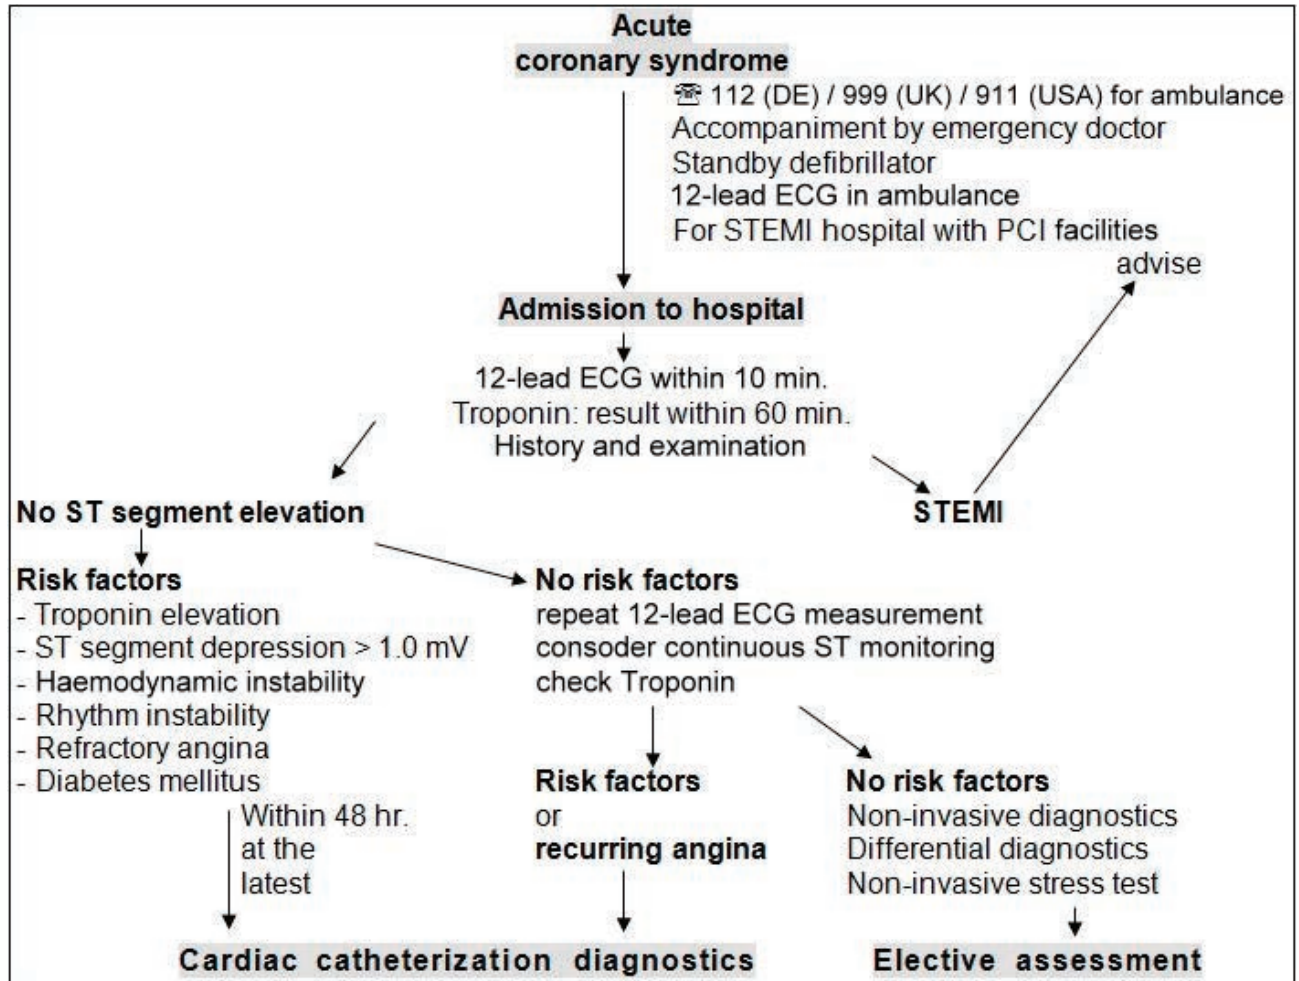 Acute
coronary syndrome
☎ 112 (DE) / 999 (UK) / 911 (USA) for ambulance
Accompaniment by emergency doctor
Standby defibrillator
12-lead ECG in ambulance
For STEMI hospital with PCI facilities
advise
Admission to hospital
12-lead ECG within 10 min.
Troponin: result within 60 min.
History and examination
No ST segment elevation
STEMI
Risk factors
- Troponin elevation
- ST segment depression > 1.0 mV
- Haemodynamic instability
- Rhythm instability
- Refractory angina
- Diabetes mellitus
Within 48 hr.
at the
latest
No risk factors
repeat 12-lead ECG measurement
consoder continuous ST monitoring
check Troponin
Risk factors
or
recurring angina
No risk factors
Non-invasive diagnostics
Differential diagnostics
Non-invasive stress test
Cardiac catheterization diagnostics
Elective assessment